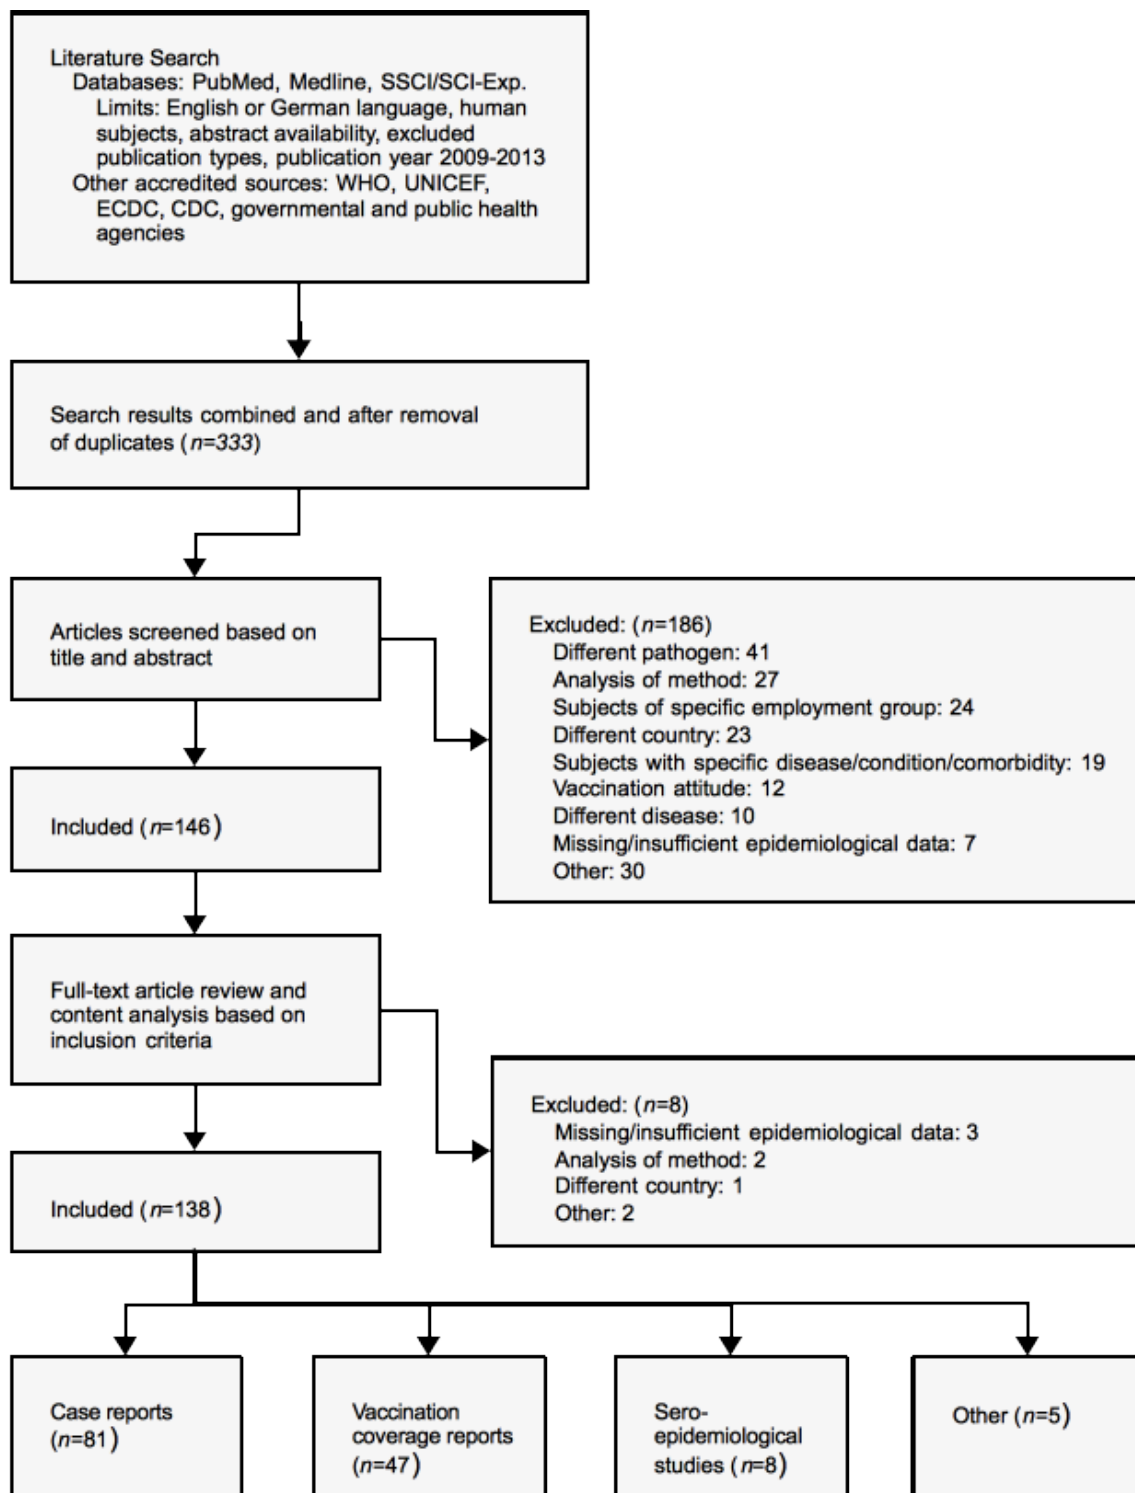 Literature Search
Databases: PubMed, Medline, SSCI/SCI-Exp.
Limits: English or German language, human
subjects, abstract availability, excluded
publication types, publication year 2009-2013
Other accredited sources: WHO, UNICEF,
ECDC, CDC, governmental and public health
agencies
Search results combined and after removal
of duplicates (n=333)
Articles screened based on
title and abstract
Excluded: (n=186)
Different pathogen: 41
Analysis of method: 27
Subjects of specific employment group: 24
Different country: 23
Subjects with specific disease/condition/comorbidity: 19
Vaccination attitude: 12
Different disease: 10
Missing/insufficient epidemiological data: 7
Other: 30
Included (n=146)
Full-text article review and
content analysis based on
inclusion criteria
Excluded: (n=8)
Missing/insufficient epidemiological data: 3
Analysis of method: 2
Different country: 1
Other: 2
Included (n=138)
Case reports
(n=81)
Vaccination
coverage reports
(n=47)
Sero-
epidemiological
studies (n=8)
Other (n=5)